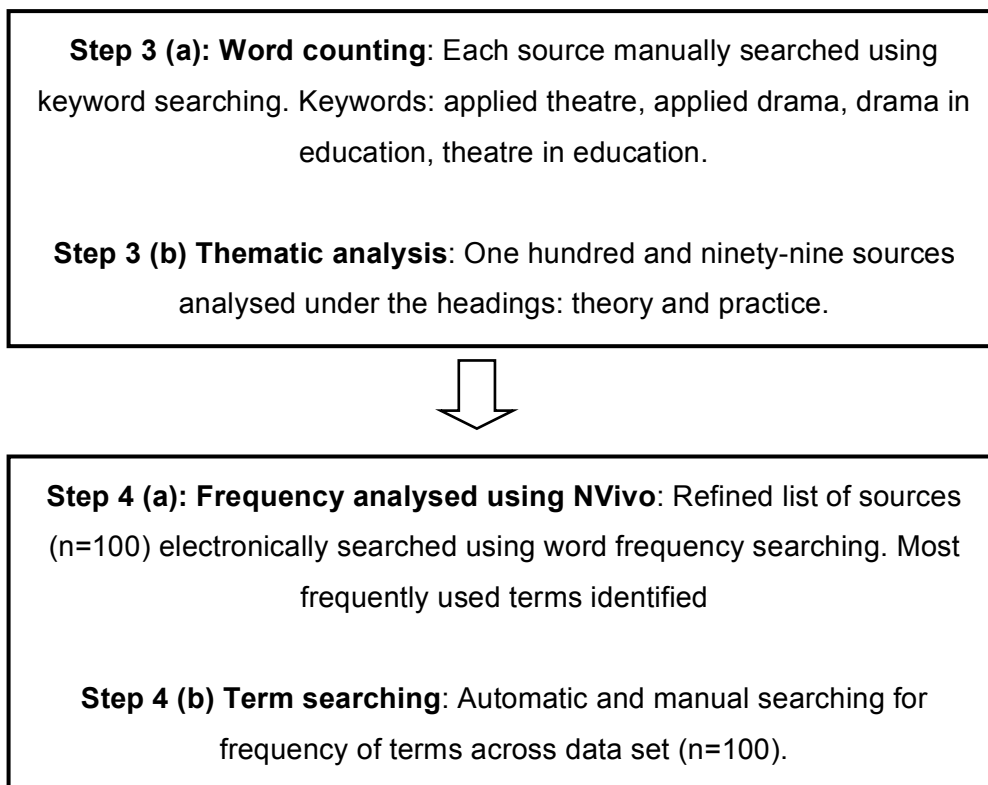 Step 3 (a): Word counting: Each source manually searched using
keyword searching. Keywords: applied theatre, applied drama, drama in
education, theatre in education.
Step 3 (b) Thematic analysis: One hundred and ninety-nine sources
analysed under the headings: theory and practice.
Step 4 (a): Frequency analysed using NVivo: Refined list of sources
(n=100) electronically searched using word frequency searching. Most
frequently used terms identified
Step 4 (b) Term searching: Automatic and manual searching for
frequency of terms across data set (n=100).